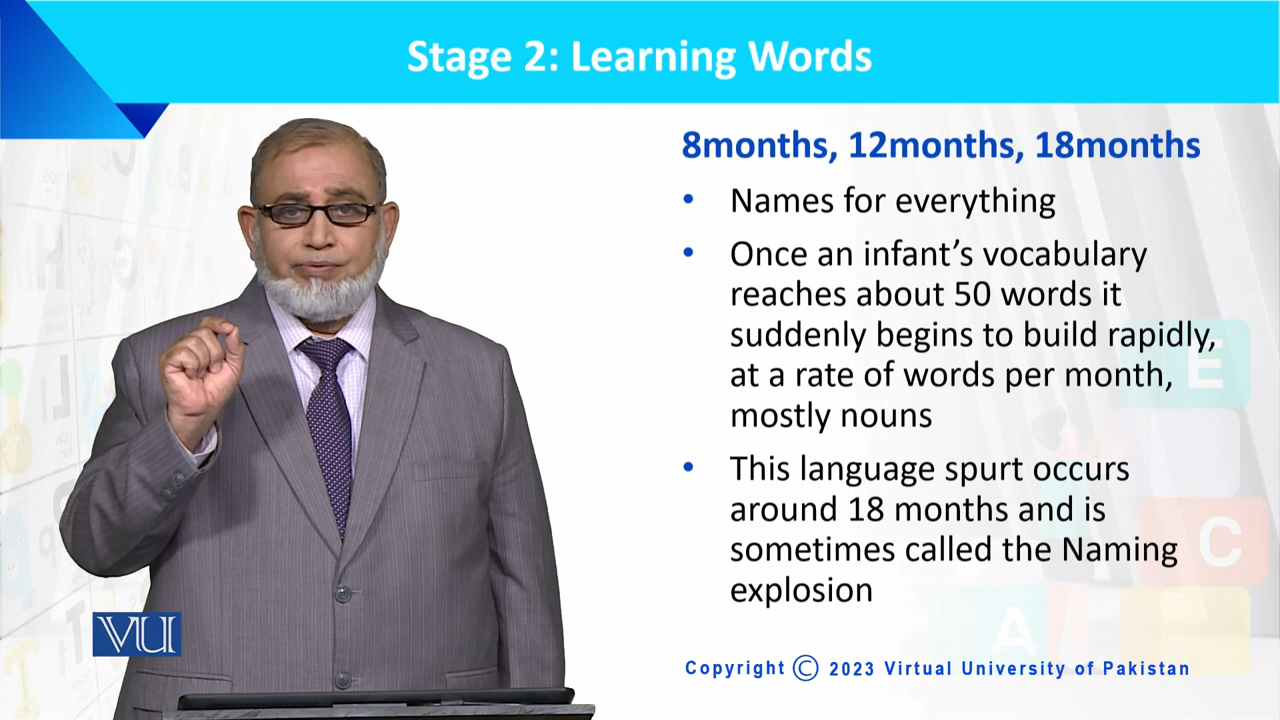 Stage 2: Learning Words
8months, 12months, 18months
• Names for everything
• Once an infant’s vocabulary
reaches about 50 words it
suddenly begins to build rapidly,
at a rate of words per month,
mostly nouns
• This language spurt occurs
around 18 months and is
sometimes called the Naming
explosion
VU
Copyright © 2023 Virtual University of Pakistan
E
C
A